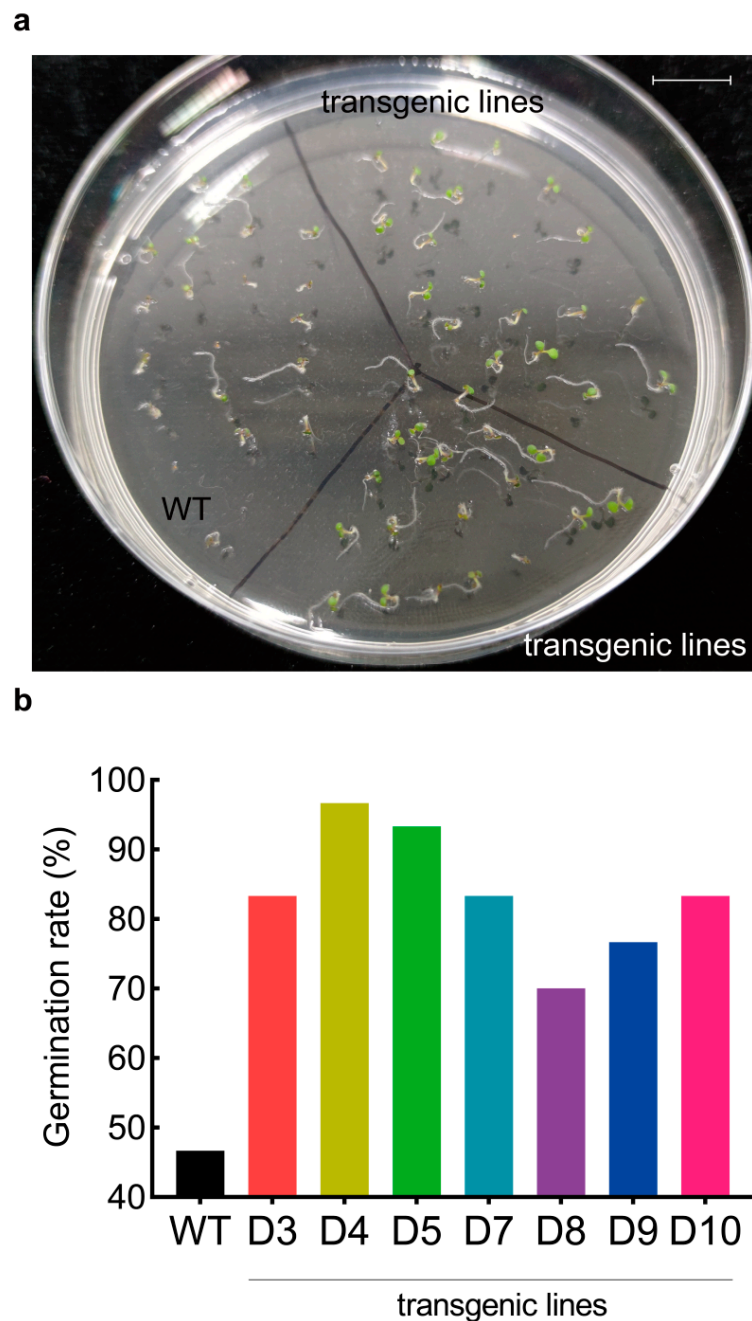 a
transgenic lines
WT
transgenic lines
b
Germination rate (%)
100
90
80
70
60
50
40
WT D3 D4 D5 D7 D8 D9 D10
transgenic lines